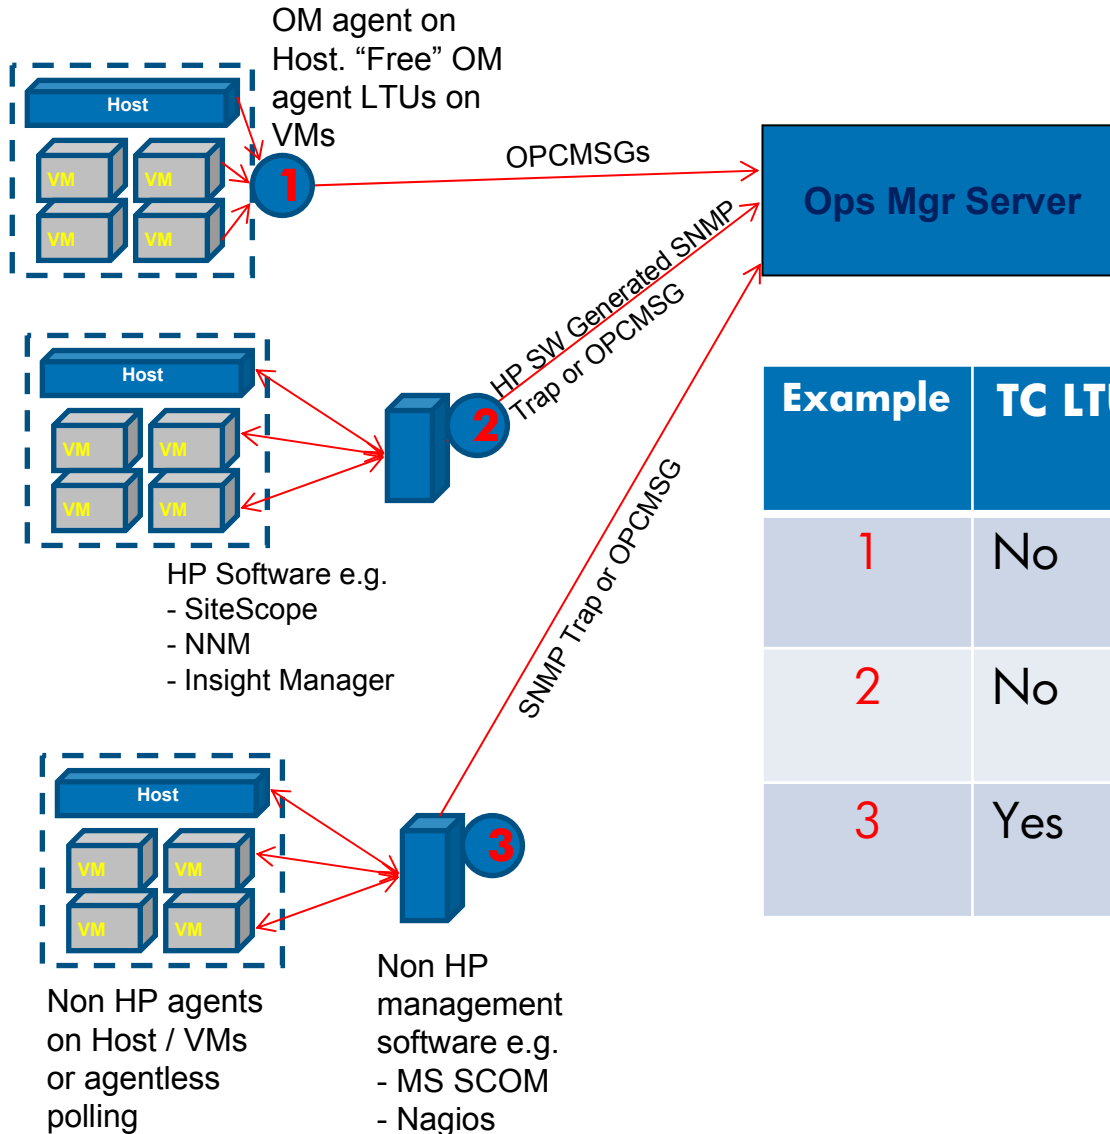 OM agent on
Host. “Free” OM
agent LTUs on
VMs
Host
VM
VM
VM
VM
1
OPCMSGs
Ops Mgr Server
HP SW Generated SNMP
Trap or OPCMSG
Host
VM
VM
VM
VM
2
HP Software e.g.
- SiteScope
- NNM
- Insight Manager
SNMP Trap or OPCMSG
Host
VM
VM
VM
VM
3
Non HP agents
on Host / VMs
or agentless
polling
Non HP
management
software e.g.
- MS SCOM
- Nagios
Example TC LTU
1 No
2 No
3 Yes